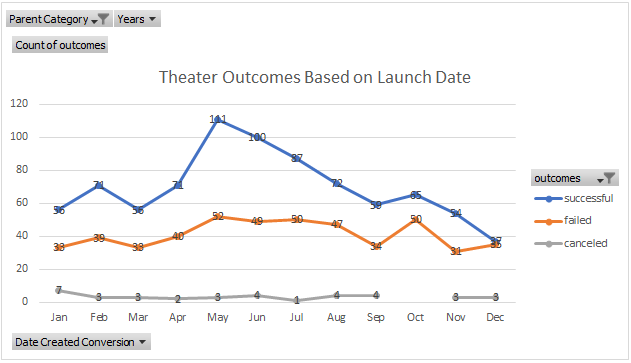 Parent Category Years
Count of outcomes
Theater Outcomes Based on Launch Date
120
100
80
60
40
20
0
111
100
87
71 71 72
56 56 59 65 54 37
33 39 33 40 52 49 50 47 34 50 31 35
7 3 3 2 3 4 1 4 4 3 3
Jan Feb Mar Apr May Jun Jul Aug Sep Oct Nov Dec
outcomes
successful
failed
canceled
Date Created Conversion